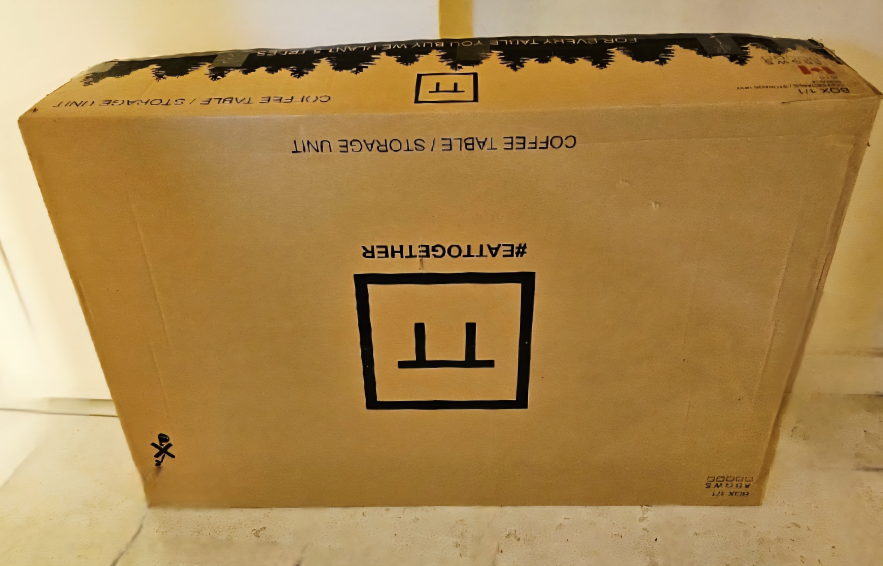 FOR EVERY TABLE YOU BUY WE PLANT 5 TREES
COFFEE TABLE / STORAGE UNIT
BOX 1/1
COFFEE TABLE / STORAGE UNIT
#EATTOGETHER
BOX 1/1